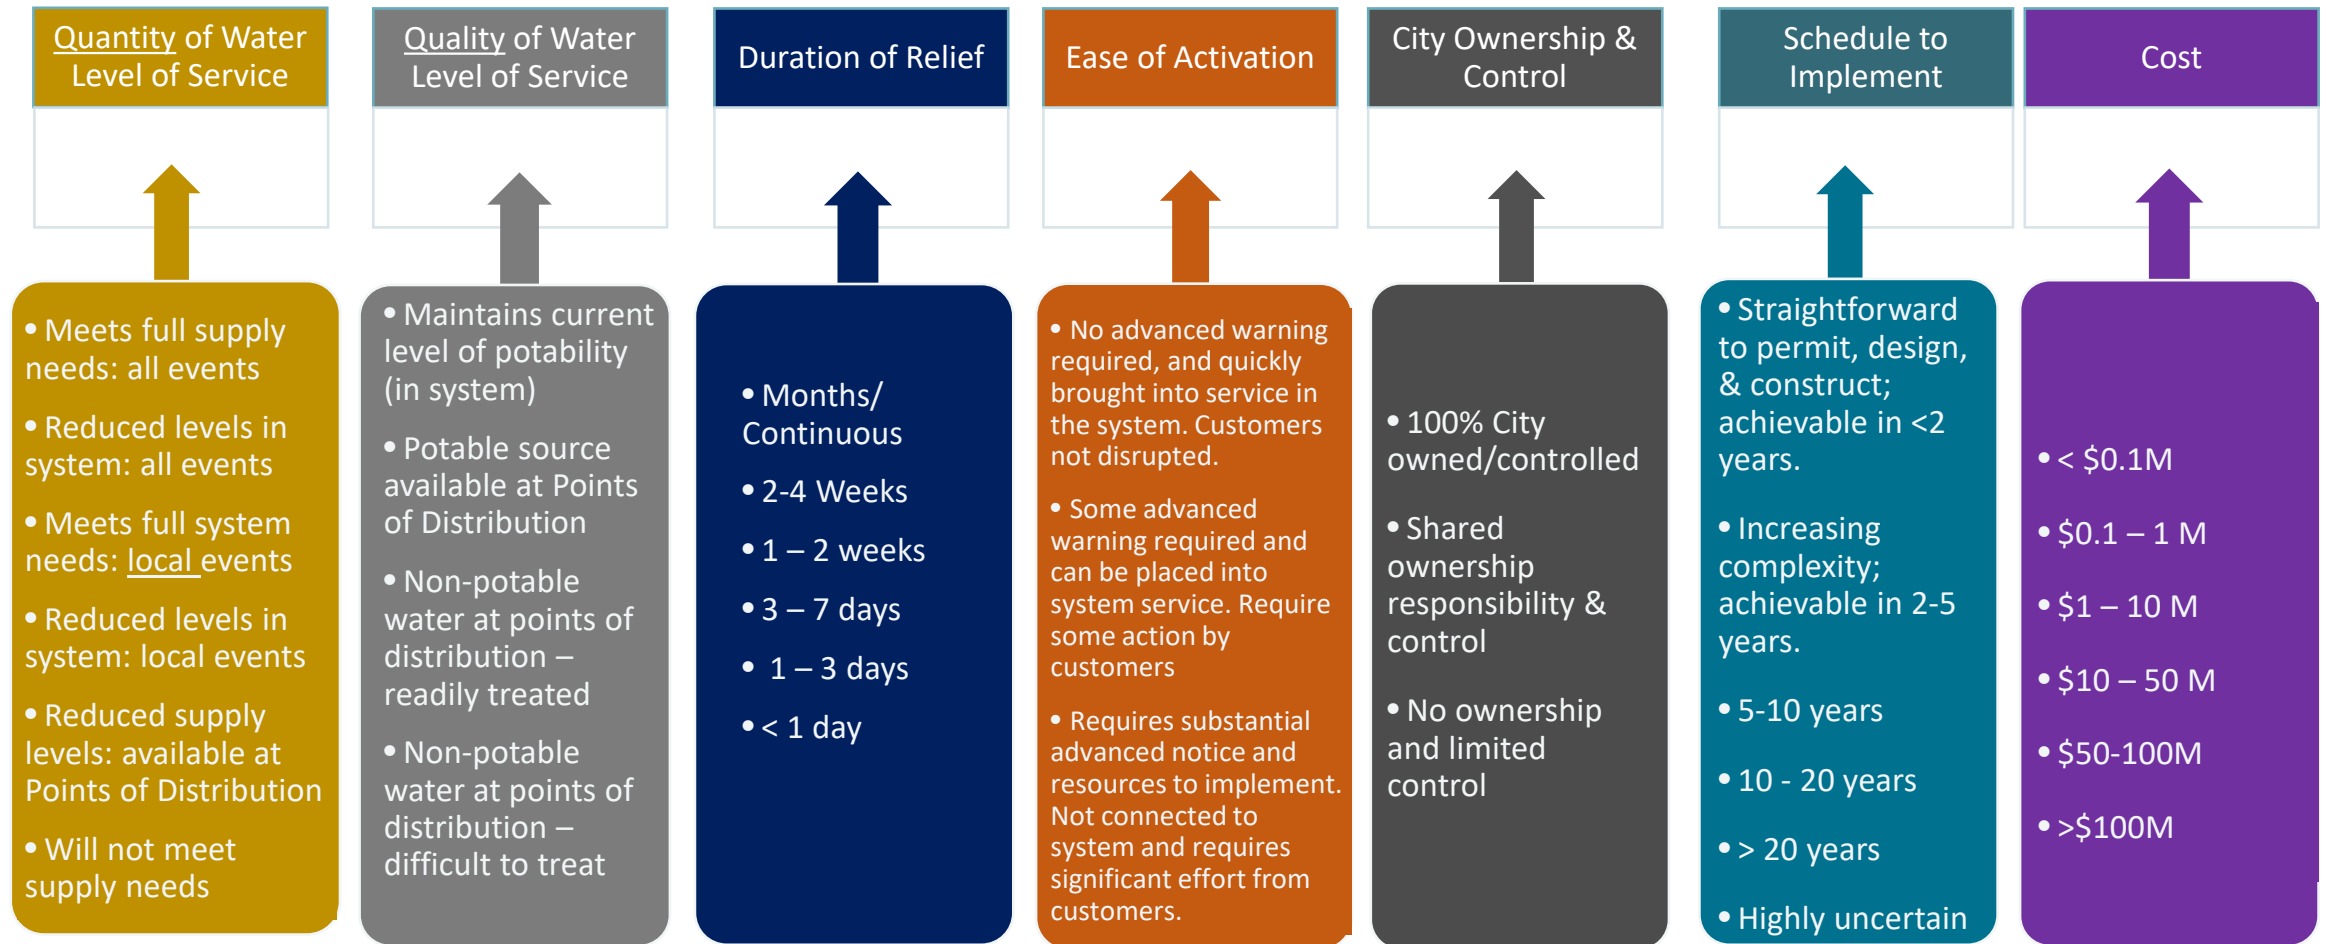 Quantity of Water
Level of Service
Quality of Water
Level of Service
Duration of Relief
Ease of Activation
City Ownership &
Control
Schedule to
Implement
Cost
• Meets full supply
needs: all events
• Reduced levels in
system: all events
• Meets full system
needs: local events
• Reduced levels in
system: local events
• Reduced supply
levels: available at
Points of Distribution
• Will not meet
supply needs
• Maintains current
level of potability
(in system)
• Potable source
available at Points
of Distribution
• Non-potable
water at points of
distribution –
readily treated
• Non-potable
water at points of
distribution –
difficult to treat
• Months/
Continuous
• 2-4 Weeks
• 1 – 2 weeks
• 3 – 7 days
• 1 – 3 days
• < 1 day
• No advanced warning
required, and quickly
brought into service in
the system. Customers
not disrupted.
• Some advanced
warning required and
can be placed into
system service. Require
some action by
customers
• Requires substantial
advanced notice and
resources to implement.
Not connected to
system and requires
significant effort from
customers.
• 100% City
owned/controlled
• Shared
ownership
responsibility &
control
• No ownership
and limited
control
• Straightforward
to permit, design,
& construct;
achievable in <2
years.
• Increasing
complexity;
achievable in 2-5
years.
• 5-10 years
• 10 - 20 years
• > 20 years
• Highly uncertain
• < $0.1M
• $0.1 – 1 M
• $1 – 10 M
• $10 – 50 M
• $50-100M
• >$100M